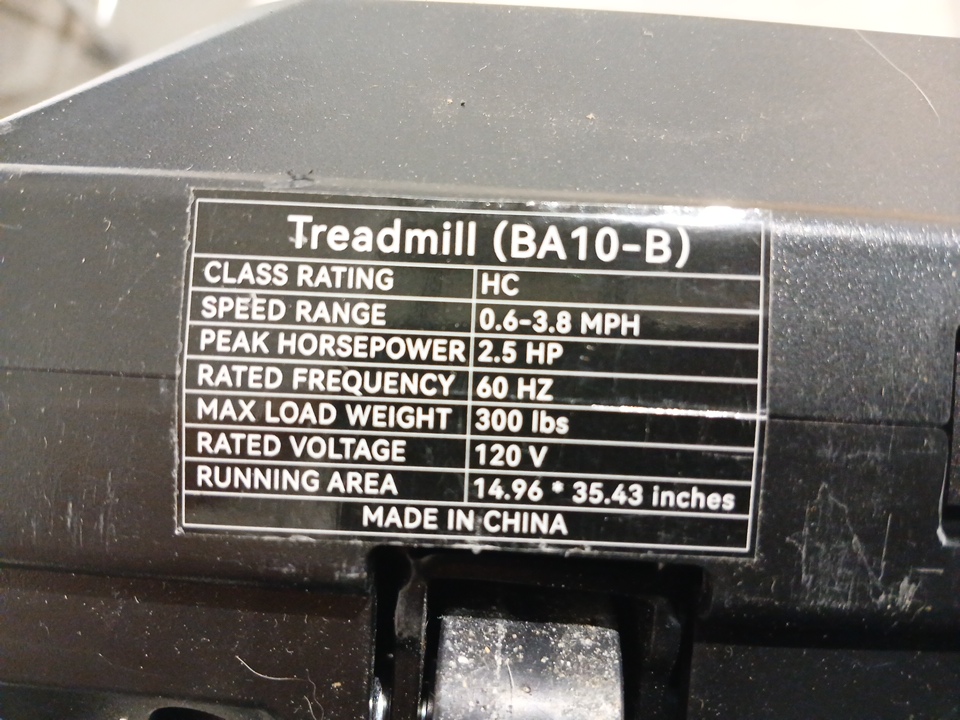 Treadmill (BA10-B)
CLASS RATING HC
SPEED RANGE 0.6-3.8 MPH
PEAK HORSEPOWER 2.5 HP
RATED FREQUENCY 60 HZ
MAX LOAD WEIGHT 300 lbs
RATED VOLTAGE 120 V
RUNNING AREA 14.96 * 35.43 inches
MADE IN CHINA